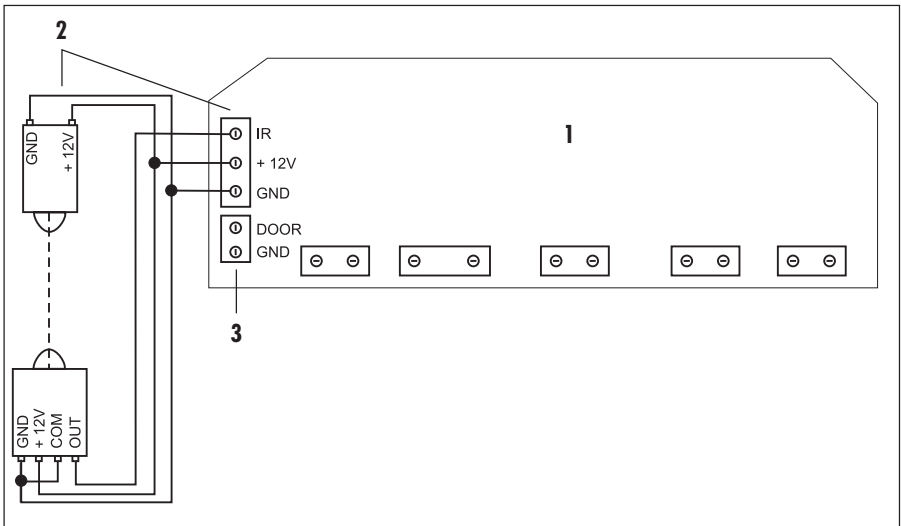 2
1
GND
+ 12V
IR
+ 12V
GND
DOOR
GND
3
GND
+ 12V
COM
OUT